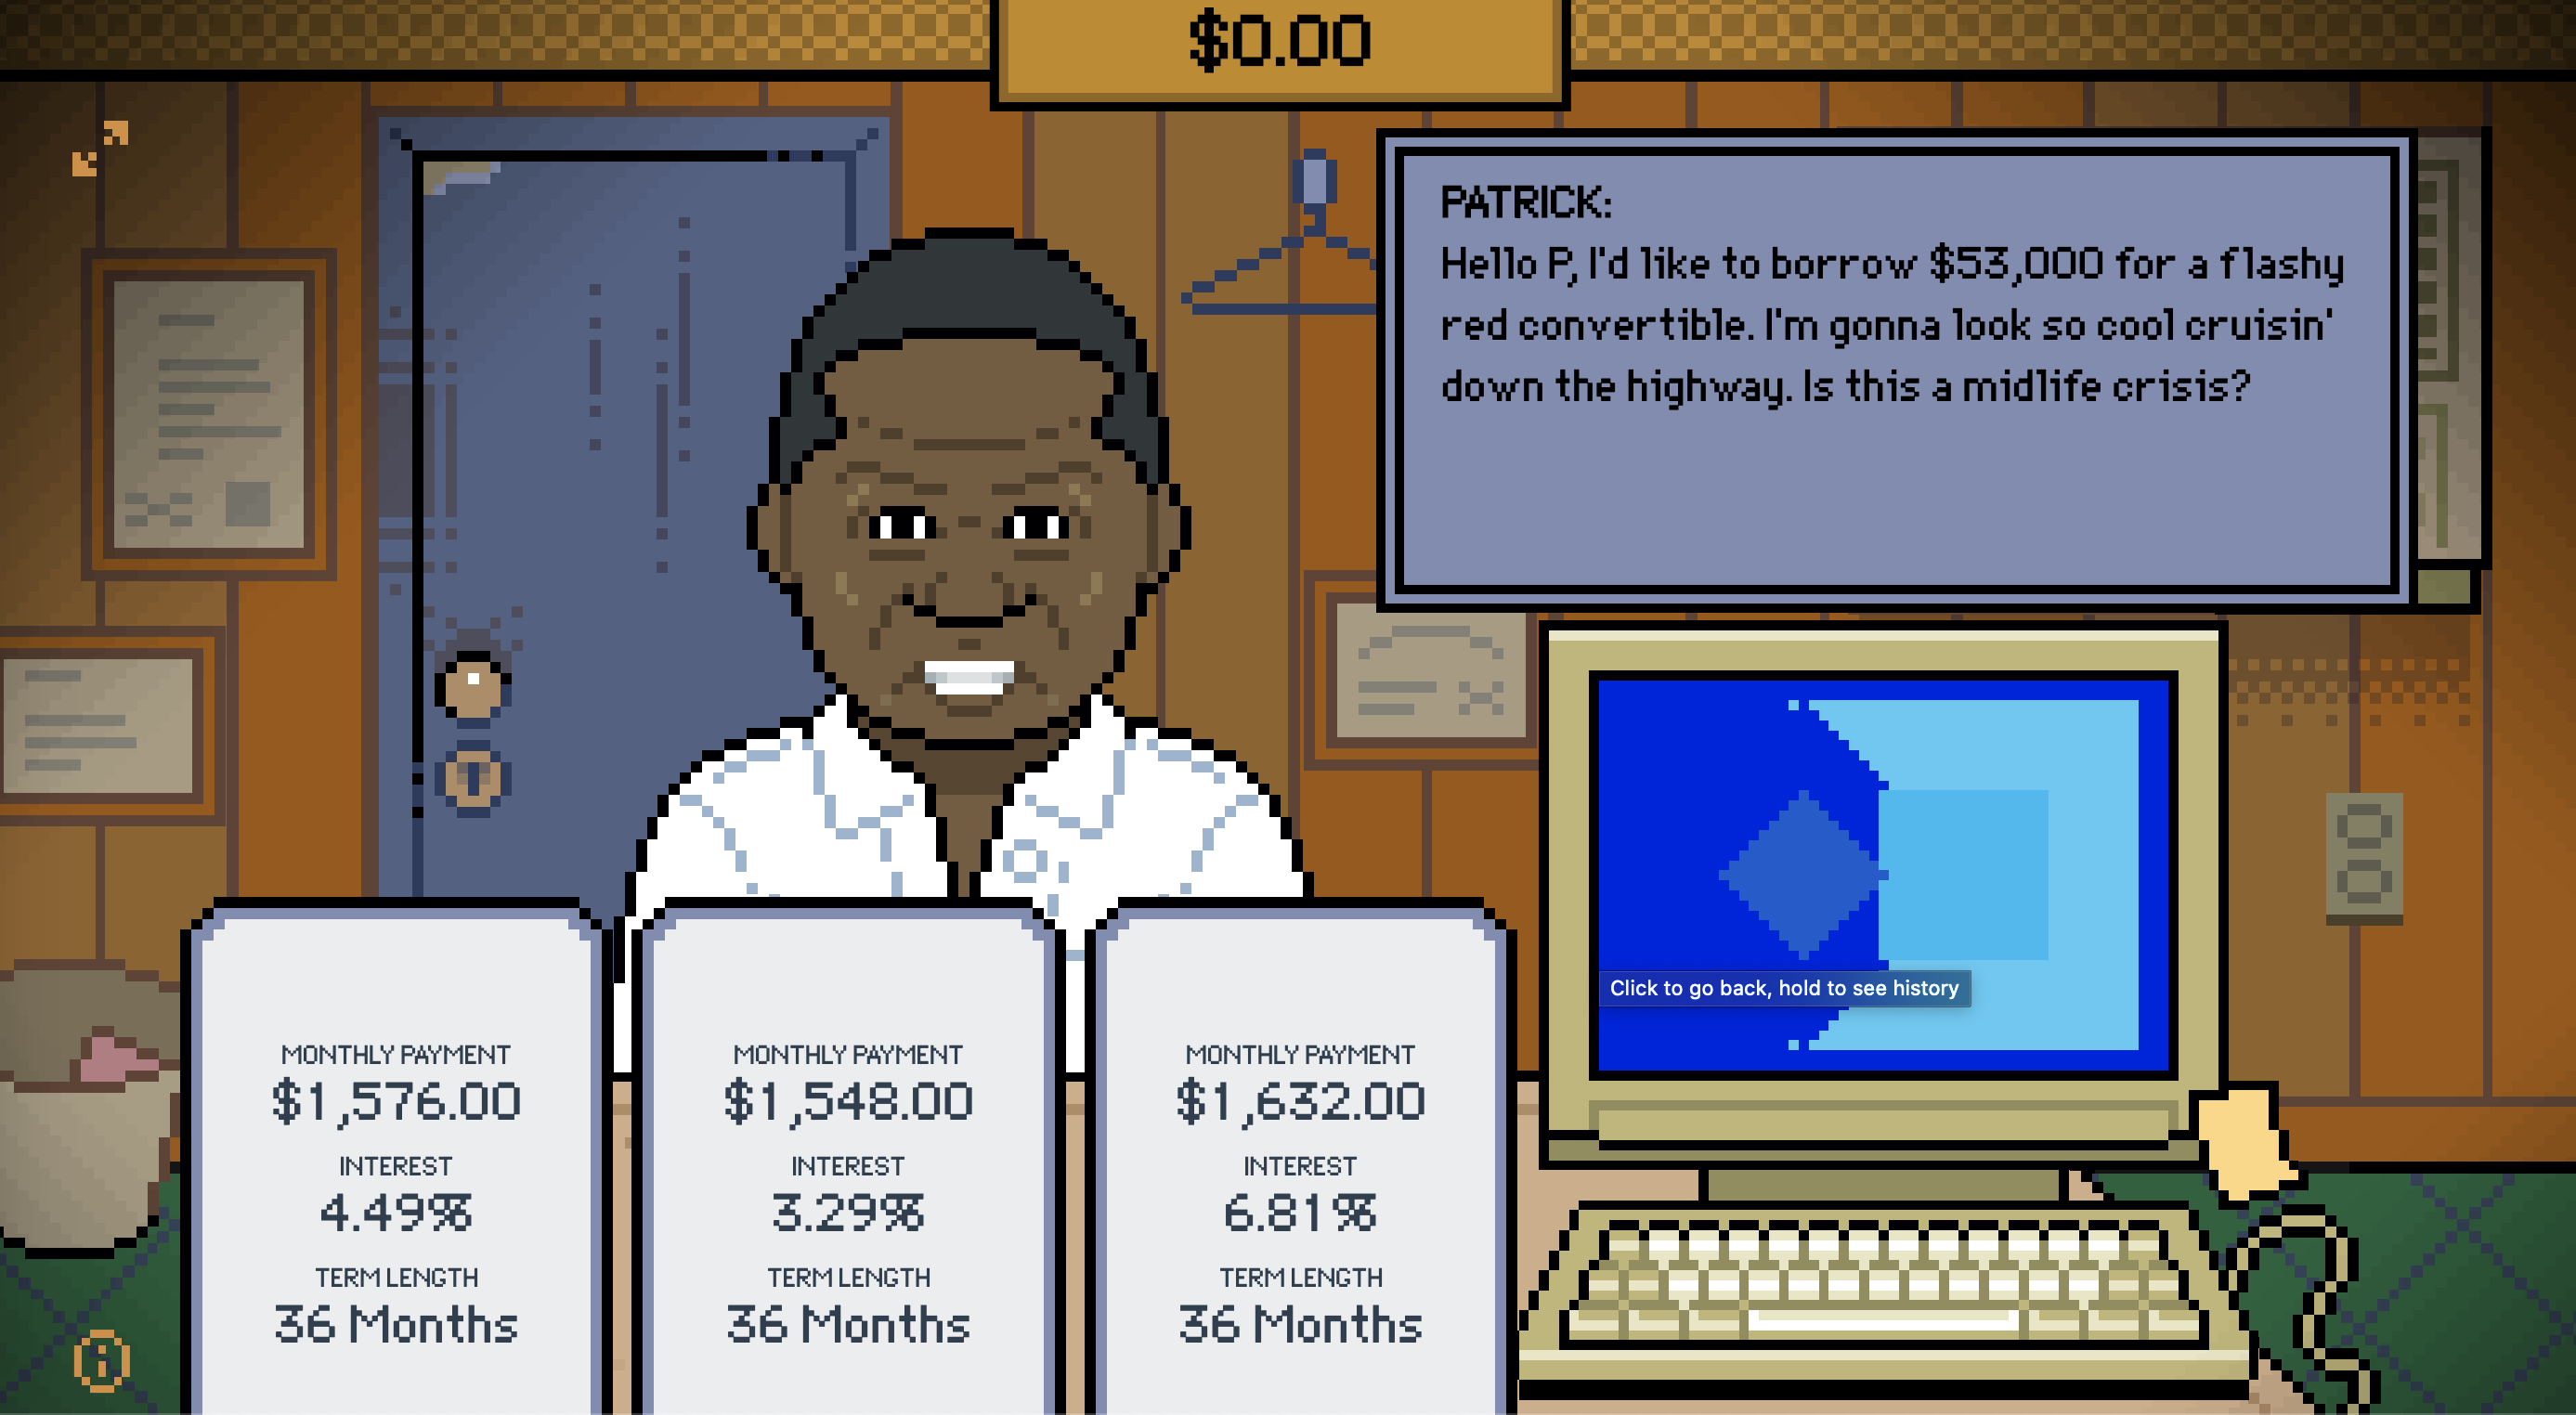 $0.00
PATRICK:
Hello P, I'd like to borrow $53,000 for a flashy
red convertible. I'm gonna look so cool cruisin'
down the highway. Is this a midlife crisis?
Click to go back, hold to see history
MONTHLY PAYMENT
$1,576.00
INTEREST
4.49%
TERM LENGTH
36 Months
MONTHLY PAYMENT
$1,548.00
INTEREST
3.29%
TERM LENGTH
36 Months
MONTHLY PAYMENT
$1,632.00
INTEREST
6.81%
TERM LENGTH
36 Months